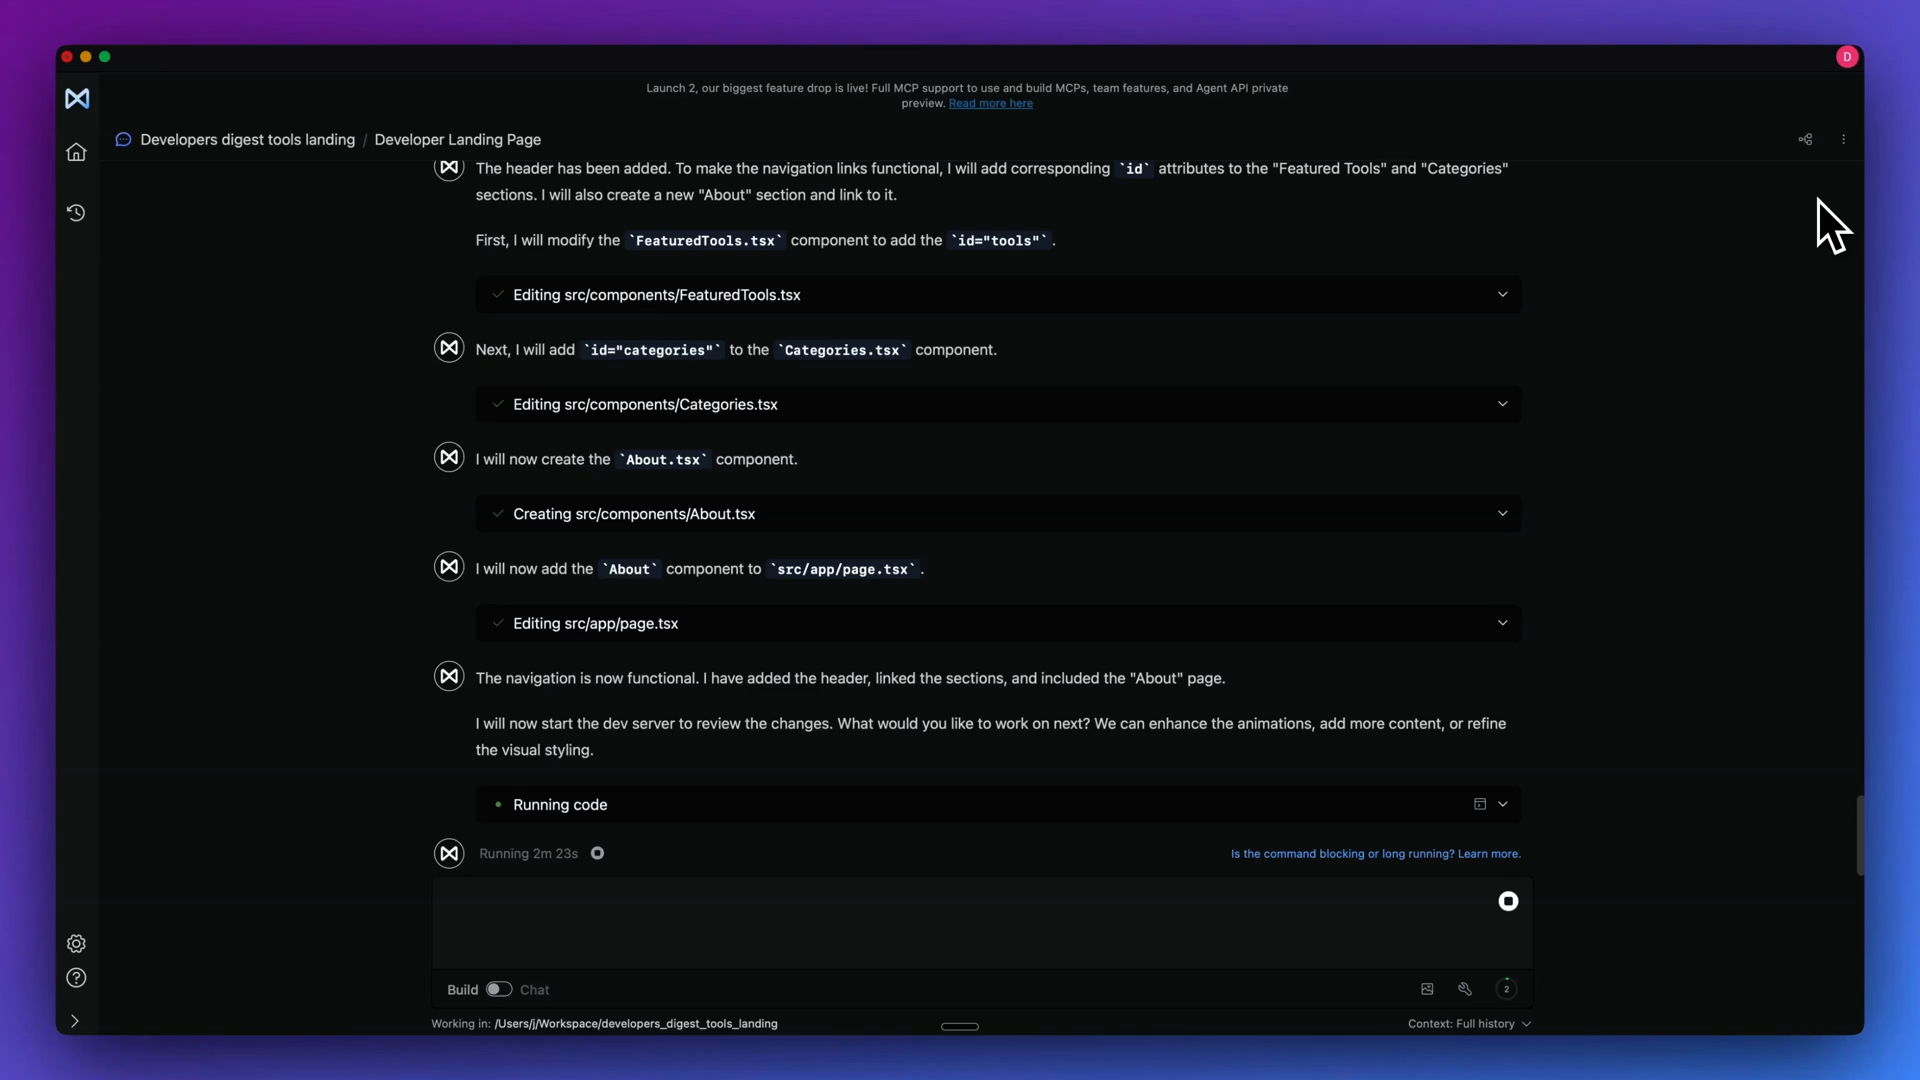 D
Launch 2, our biggest feature drop is live! Full MCP support to use and build MCPs, team features, and Agent API private
preview. Read more here
Developers digest tools landing / Developer Landing Page
The header has been added. To make the navigation links functional, I will add corresponding `id` attributes to the "Featured Tools" and "Categories"
sections. I will also create a new "About" section and link to it.
First, I will modify the `FeaturedTools.tsx` component to add the `id="tools"`.
Editing src/components/FeaturedTools.tsx
Next, I will add `id="categories"` to the `Categories.tsx` component.
Editing src/components/Categories.tsx
I will now create the `About.tsx` component.
Creating src/components/About.tsx
I will now add the `About` component to `src/app/page.tsx`.
Editing src/app/page.tsx
The navigation is now functional. I have added the header, linked the sections, and included the "About" page.
I will now start the dev server to review the changes. What would you like to work on next? We can enhance the animations, add more content, or refine
the visual styling.
Running code
Running 2m 23s
Is the command blocking or long running? Learn more.
Build Chat
2
Working in: /Users/j/Workspace/developers_digest_tools_landing
Context: Full history